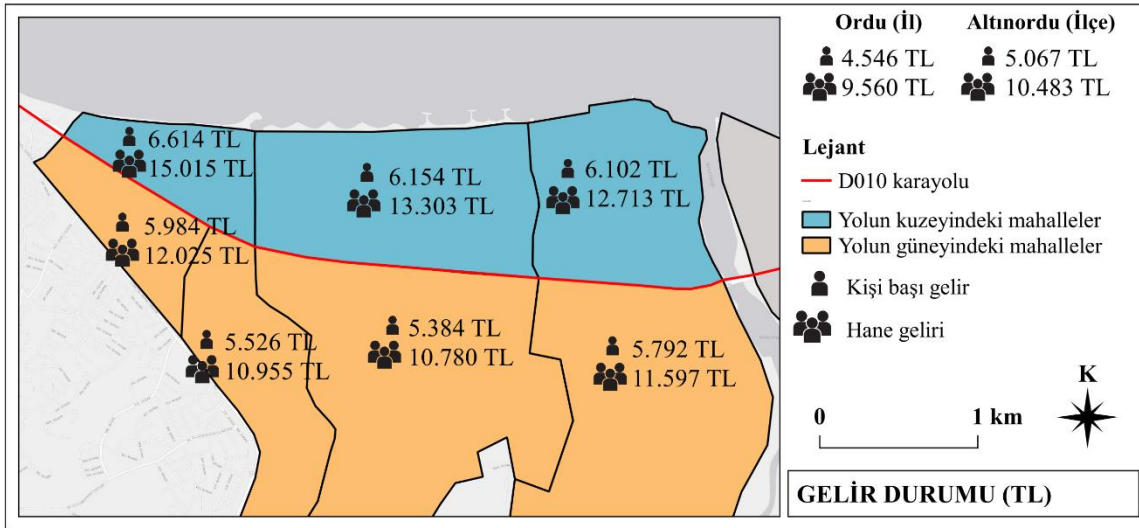 6.614 TL
15.015 TL
6.154 TL
13.303 TL
6.102 TL
12.713 TL
5.984 TL
12.025 TL
5.526 TL
10.955 TL
5.384 TL
10.780 TL
5.792 TL
11.597 TL
Ordu (İl)
4.546 TL
9.560 TL
Altınordu (İlçe)
5.067 TL
10.483 TL
Lejant
D010 karayolu
Yolun kuzeyindeki mahalleler
Yolun güneyindeki mahalleler
Kişi başı gelir
Hane geliri
K
0 1 km
GELİR DURUMU (TL)